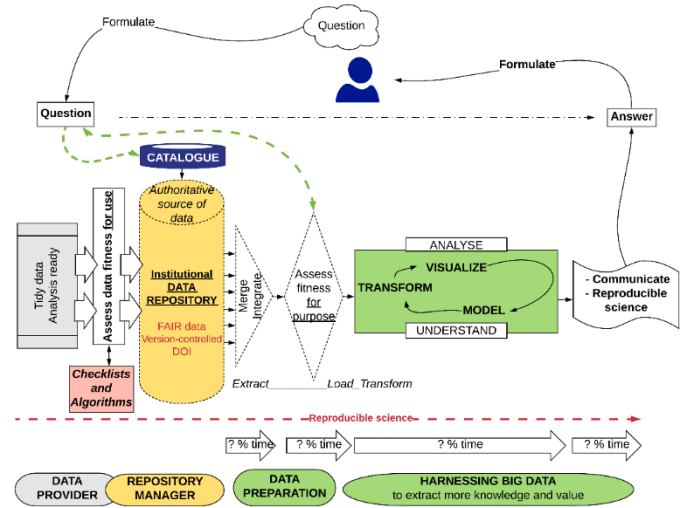 Question
Formulate
Formulate
Question
Answer
CATALOGUE
Authoritative
source of
data
Tidy data
Analysis ready
Assess data fitness for use
Institutional
DATA
REPOSITORY
FAIR data
Version-controlled
DOI
Merge
Integrate
Assess
fitness
for
purpose
ANALYSE
VISUALIZE
TRANSFORM
MODEL
UNDERSTAND
- Communicate
- Reproducible
science
Checklists
and
Algorithms
Extract_________Load_Transform
Reproducible science
? % time
? % time
? % time
? % time
DATA
PROVIDER
REPOSITORY
MANAGER
DATA
PREPARATION
HARNESSING BIG DATA
to extract more knowledge and value